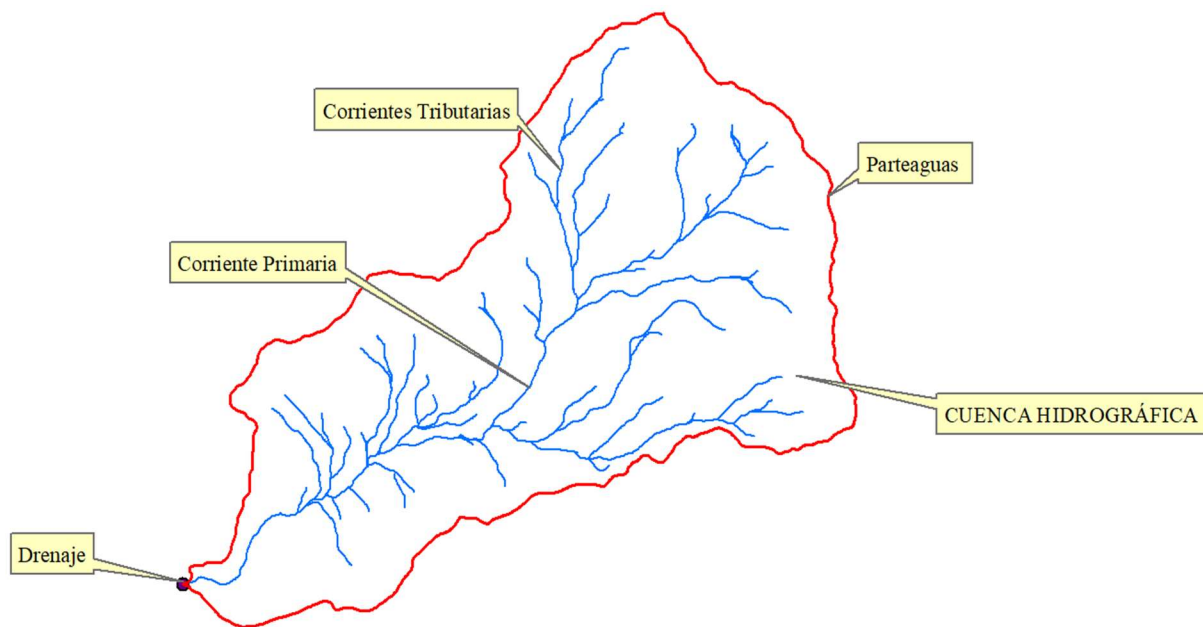 Corrientes Tributarias
Parteaguas
Corriente Primaria
CUENCA HIDROGRÁFICA
Drenaje